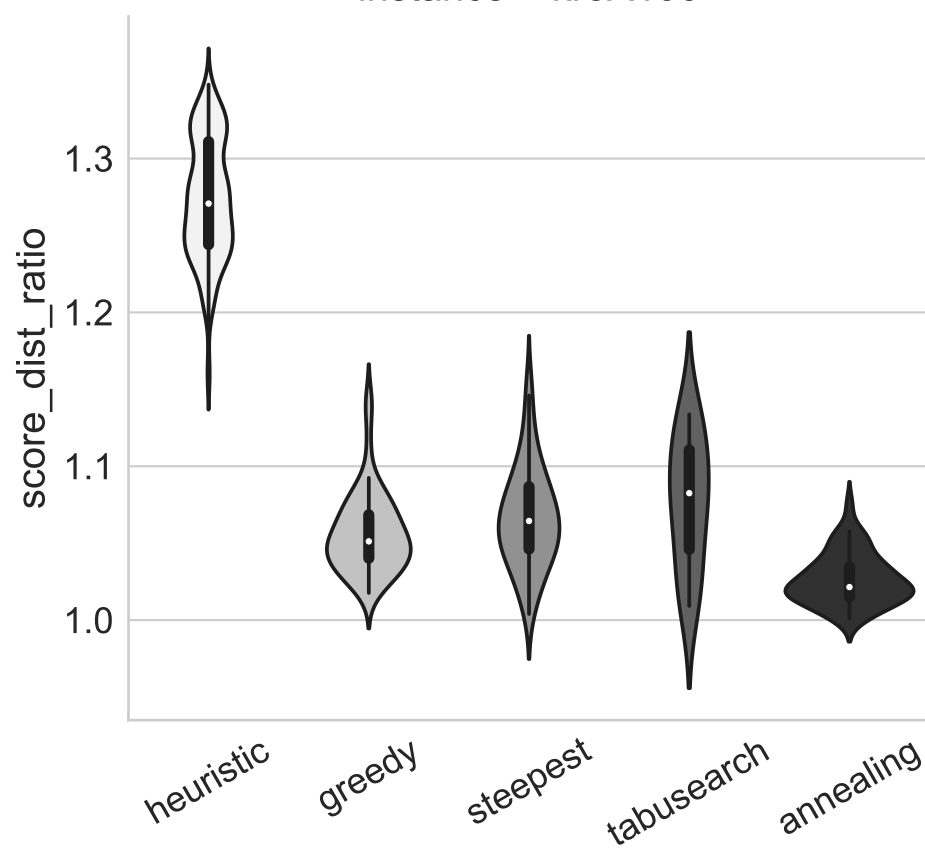 1.3
1.2
1.1
1.0
score_dist_ratio
heuristic
greedy
steepest
tabusearch
annealing